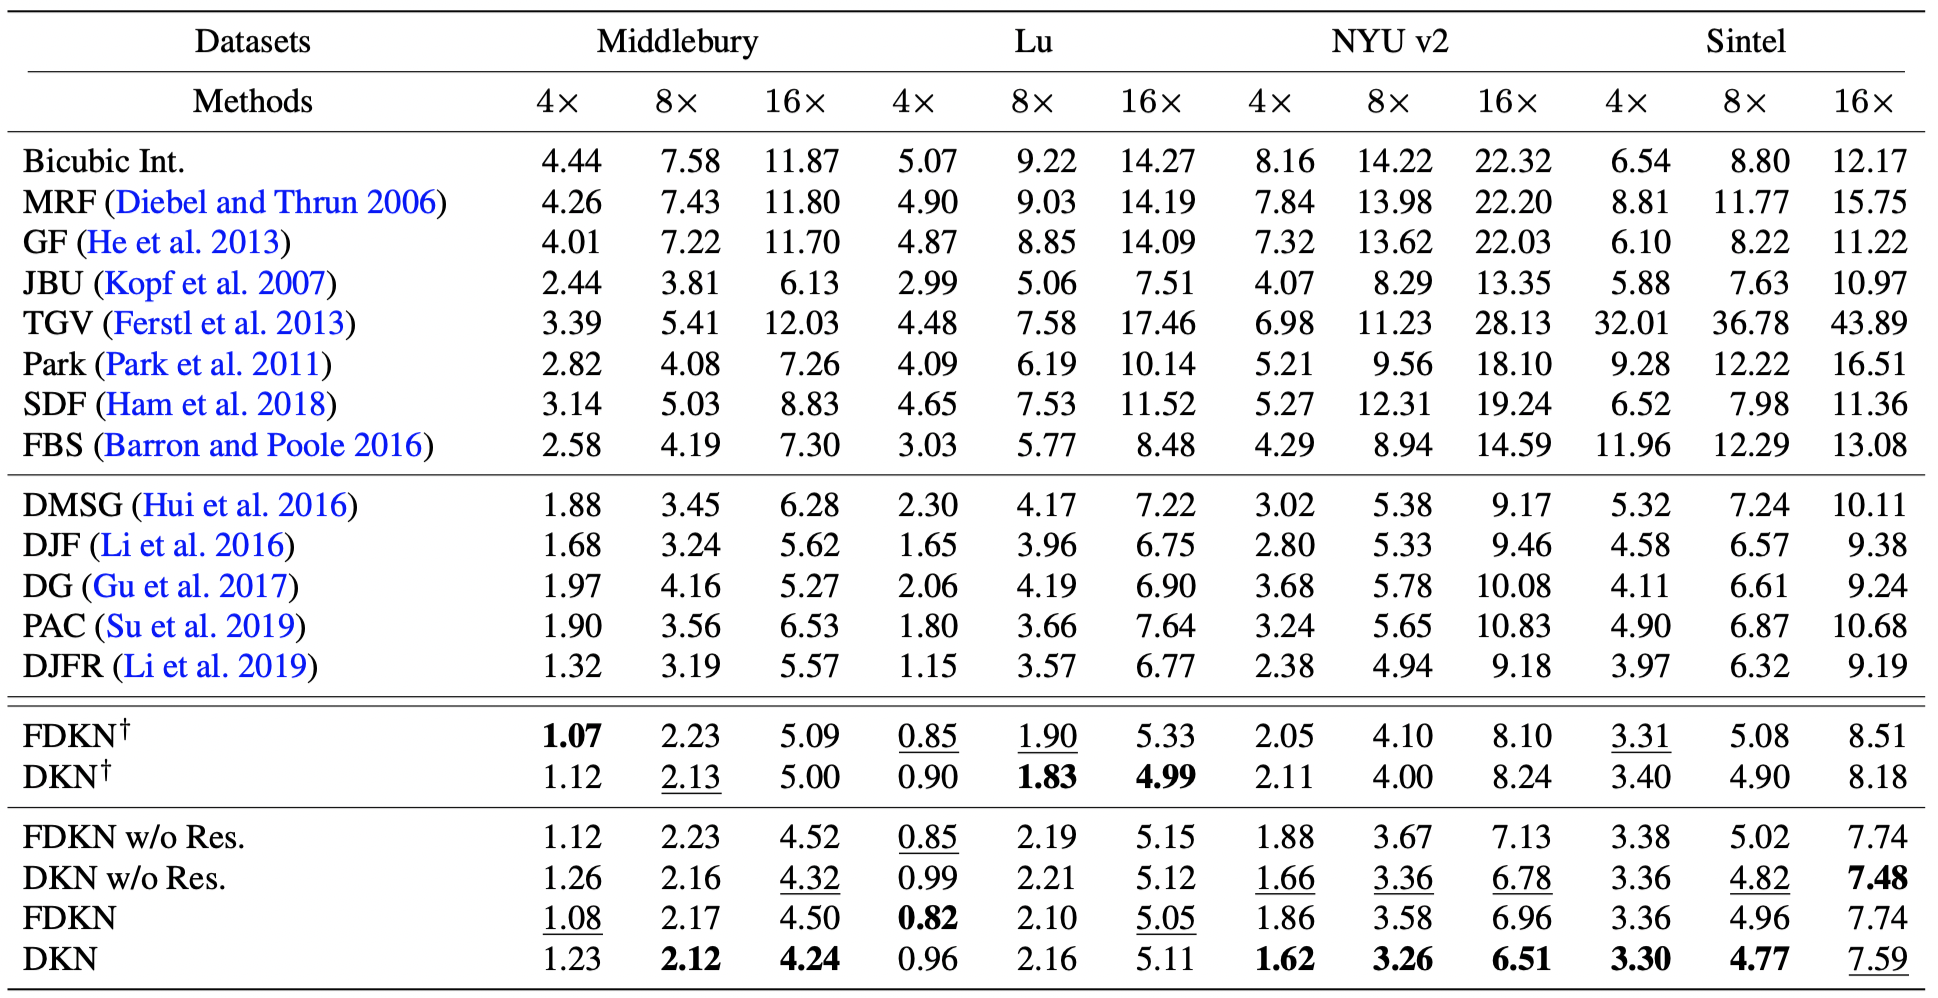 Datasets Middlebury Lu NYU v2 Sintel
Methods 4× 8× 16× 4× 8× 16× 4× 8× 16× 4× 8× 16×
Bicubic Int. 4.44 7.58 11.87 5.07 9.22 14.27 8.16 14.22 22.32 6.54 8.80 12.17
MRF (Diebel and Thrun 2006) 4.26 7.43 11.80 4.90 9.03 14.19 7.84 13.98 22.20 8.81 11.77 15.75
GF (He et al. 2013) 4.01 7.22 11.70 4.87 8.85 14.09 7.32 13.62 22.03 6.10 8.22 11.22
JBU (Kopf et al. 2007) 2.44 3.81 6.13 2.99 5.06 7.51 4.07 8.29 13.35 5.88 7.63 10.97
TGV (Ferstl et al. 2013) 3.39 5.41 12.03 4.48 7.58 17.46 6.98 11.23 28.13 32.01 36.78 43.89
Park (Park et al. 2011) 2.82 4.08 7.26 4.09 6.19 10.14 5.21 9.56 18.10 9.28 12.22 16.51
SDF (Ham et al. 2018) 3.14 5.03 8.83 4.65 7.53 11.52 5.27 12.31 19.24 6.52 7.98 11.36
FBS (Barron and Poole 2016) 2.58 4.19 7.30 3.03 5.77 8.48 4.29 8.94 14.59 11.96 12.29 13.08
DMSG (Hui et al. 2016) 1.88 3.45 6.28 2.30 4.17 7.22 3.02 5.38 9.17 5.32 7.24 10.11
DJF (Li et al. 2016) 1.68 3.24 5.62 1.65 3.96 6.75 2.80 5.33 9.46 4.58 6.57 9.38
DG (Gu et al. 2017) 1.97 4.16 5.27 2.06 4.19 6.90 3.68 5.78 10.08 4.11 6.61 9.24
PAC (Su et al. 2019) 1.90 3.56 6.53 1.80 3.66 7.64 3.24 5.65 10.83 4.90 6.87 10.68
DJFR (Li et al. 2019) 1.32 3.19 5.57 1.15 3.57 6.77 2.38 4.94 9.18 3.97 6.32 9.19
FDKN† 1.07 2.23 5.09 0.85 1.90 5.33 2.05 4.10 8.10 3.31 5.08 8.51
DKN† 1.12 2.13 5.00 0.90 1.83 4.99 2.11 4.00 8.24 3.40 4.90 8.18
FDKN w/o Res. 1.12 2.23 4.52 0.85 2.19 5.15 1.88 3.67 7.13 3.38 5.02 7.74
DKN w/o Res. 1.26 2.16 4.32 0.99 2.21 5.12 1.66 3.36 6.78 3.36 4.82 7.48
FDKN 1.08 2.17 4.50 0.82 2.10 5.05 1.86 3.58 6.96 3.36 4.96 7.74
DKN 1.23 2.12 4.24 0.96 2.16 5.11 1.62 3.26 6.51 3.30 4.77 7.59